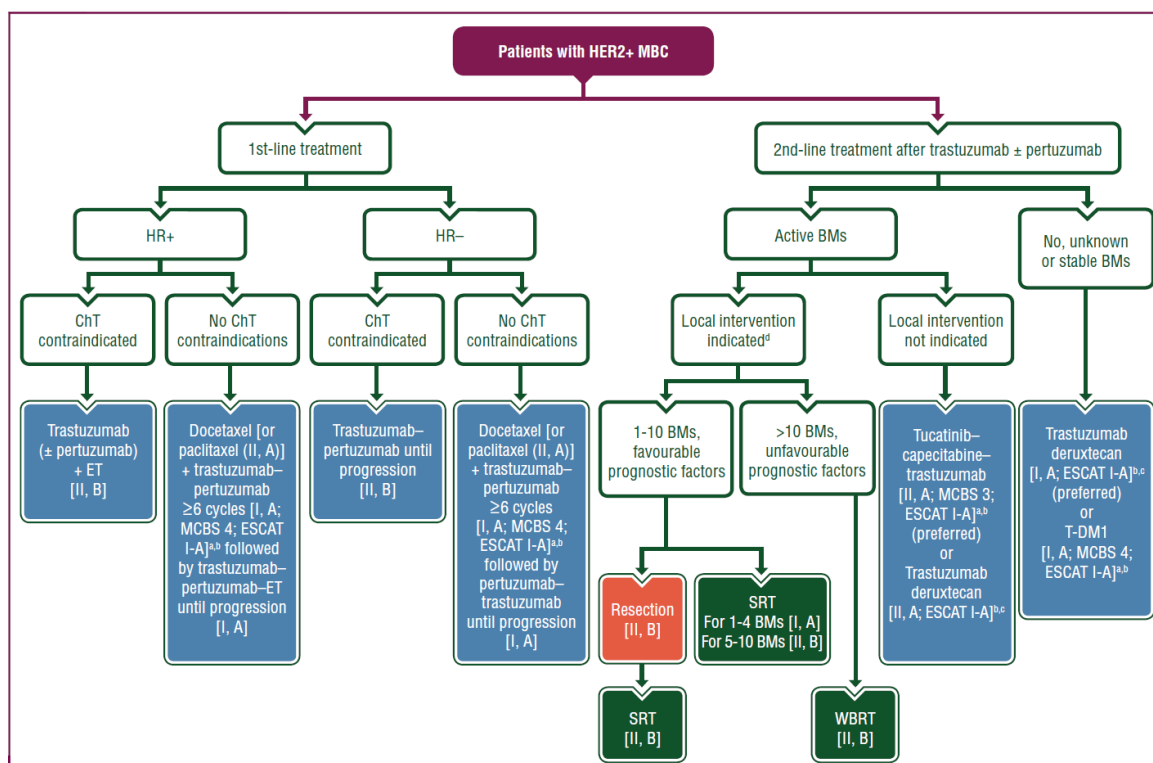 Patients with HER2+ MBC
1st-line treatment
2nd-line treatment after trastuzumab ± pertuzumab
HR+
HR–
Active BMs
No, unknown
or stable BMs
ChT
contraindicated
No ChT
contraindications
ChT
contraindicated
No ChT
contraindications
Local intervention
indicatedᵈ
Local intervention
not indicated
Trastuzumab
(± pertuzumab)
+ ET
[II, B]
Docetaxel [or
paclitaxel (II, A)]
+ trastuzumab–
pertuzumab
≥6 cycles [I, A;
MCBS 4; ESCAT
I-A]ᵃ,ᵇ followed
by trastuzumab–
pertuzumab–ET
until progression
[I, A]
Trastuzumab–
pertuzumab until
progression
[II, B]
Docetaxel [or
paclitaxel (II, A)]
+ trastuzumab–
pertuzumab
≥6 cycles
[I, A; MCBS 4;
ESCAT I-A]ᵃ,ᵇ
followed by
pertuzumab–
trastuzumab
until progression
[I, A]
1-10 BMs,
favourable
prognostic factors
>10 BMs,
unfavourable
prognostic factors
Tucatinib–
capecitabine–
trastuzumab
[II, A; MCBS 3;
ESCAT I-A]ᵃ,ᵇ
(preferred)
or
Trastuzumab
deruxtecan
[II, A; ESCAT I-A]ᵇ,ᶜ
Trastuzumab
deruxtecan
[I, A; ESCAT I-A]ᵇ,ᶜ
(preferred)
or
T-DM1
[I, A; MCBS 4;
ESCAT I-A]ᵃ,ᵇ
Resection
[II, B]
SRT
For 1-4 BMs [I, A]
For 5-10 BMs [II, B]
SRT
[II, B]
WBRT
[II, B]